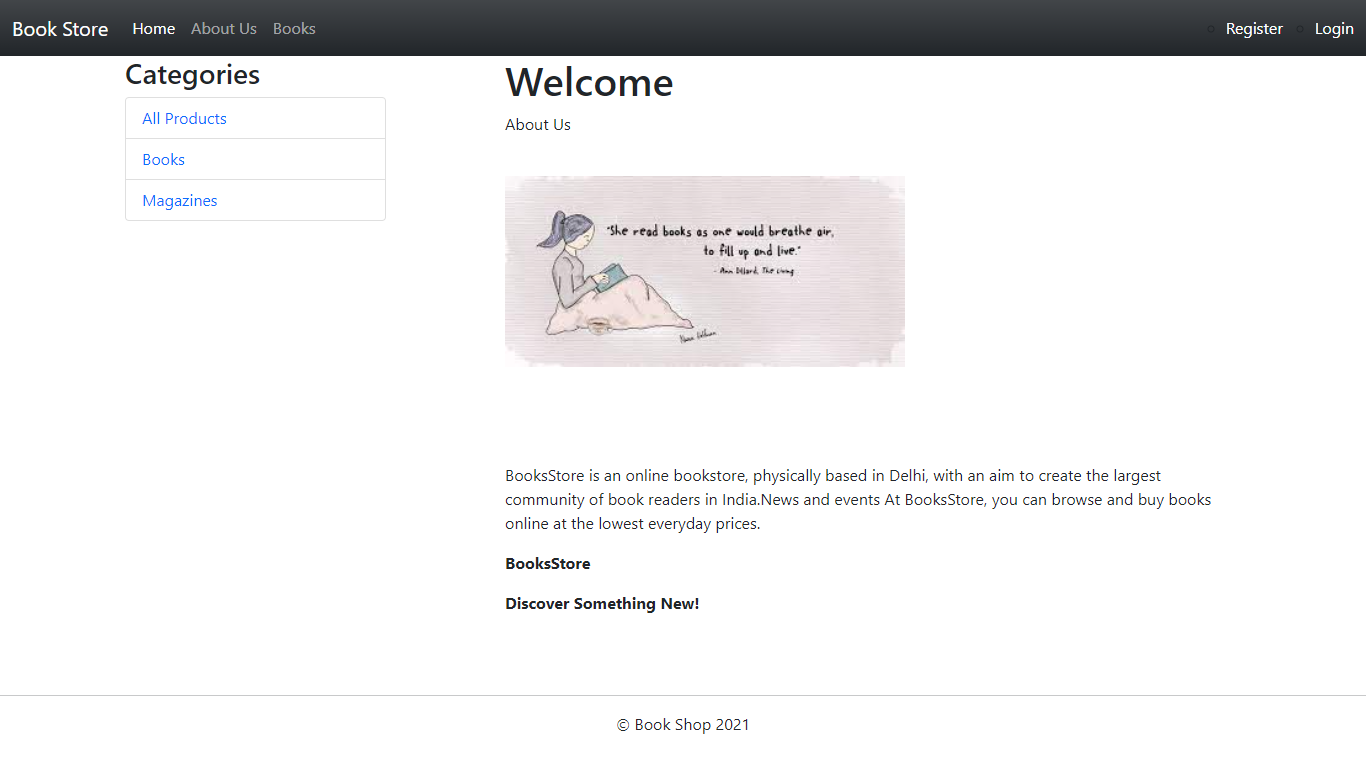 Book Store Home About Us Books Register Login
Categories
All Products
Books
Magazines
Welcome
About Us
"She read books as one would breathe air,
to fill up and live."
- Ann Dillard, The Living
BooksStore is an online bookstore, physically based in Delhi, with an aim to create the largest
community of book readers in India.News and events At BooksStore, you can browse and buy books
online at the lowest everyday prices.
BooksStore
Discover Something New!
© Book Shop 2021